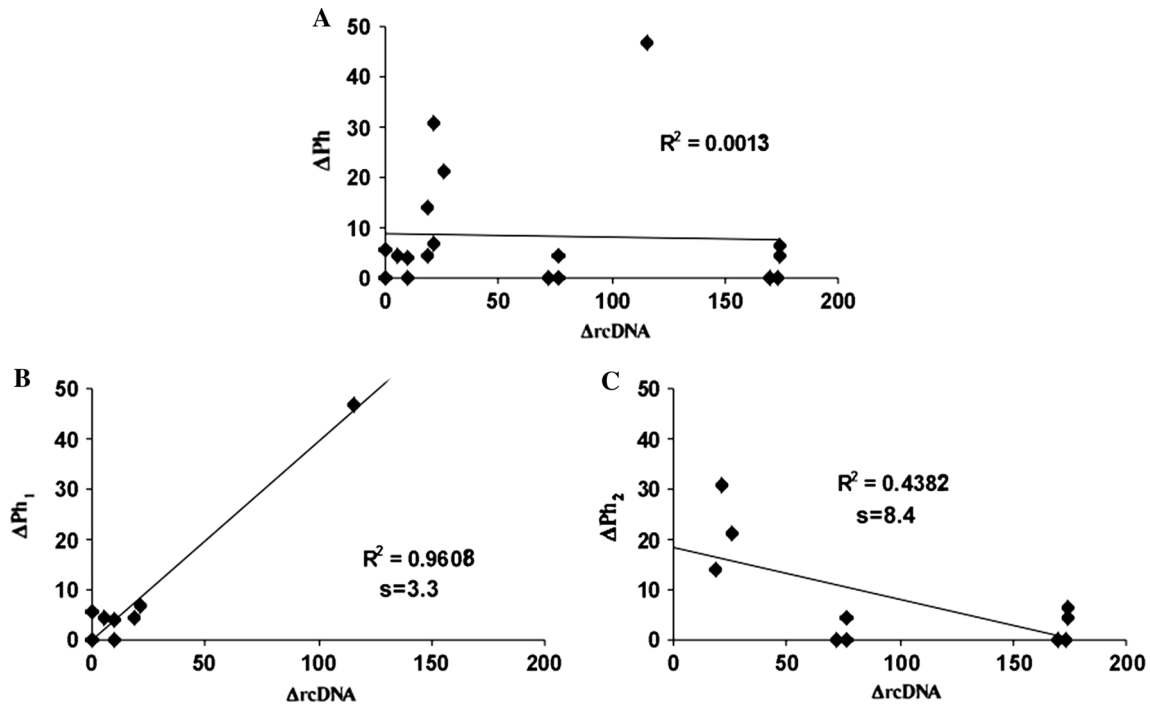 A
50
40
30
20
10
0
ΔPh
R² = 0.0013
0 50 100 150 200
ΔrcDNA
B
50
40
30
20
10
0
ΔPh₁
R² = 0.9608
s=3.3
0 50 100 150 200
ΔrcDNA
C
50
40
30
20
10
0
ΔPh₂
R² = 0.4382
s=8.4
0 50 100 150 200
ΔrcDNA